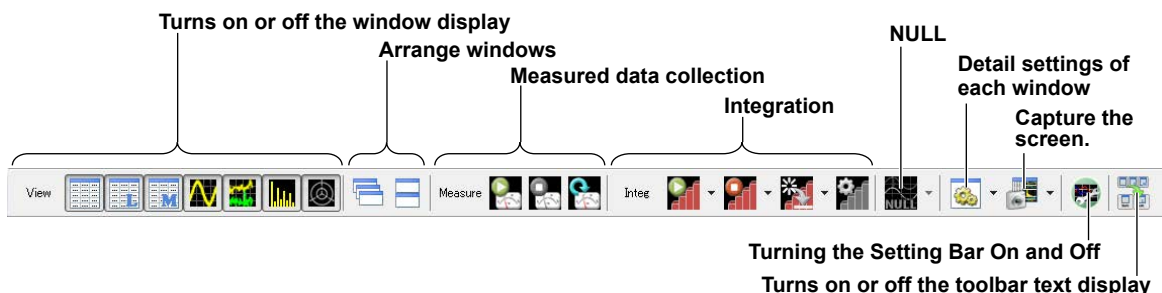 Turns on or off the window display
Arrange windows
Measured data collection
Integration
NULL
Detail settings of
each window
Capture the
screen.
View
L
M
Measure
Integ
NULL
Turning the Setting Bar On and Off
Turns on or off the toolbar text display